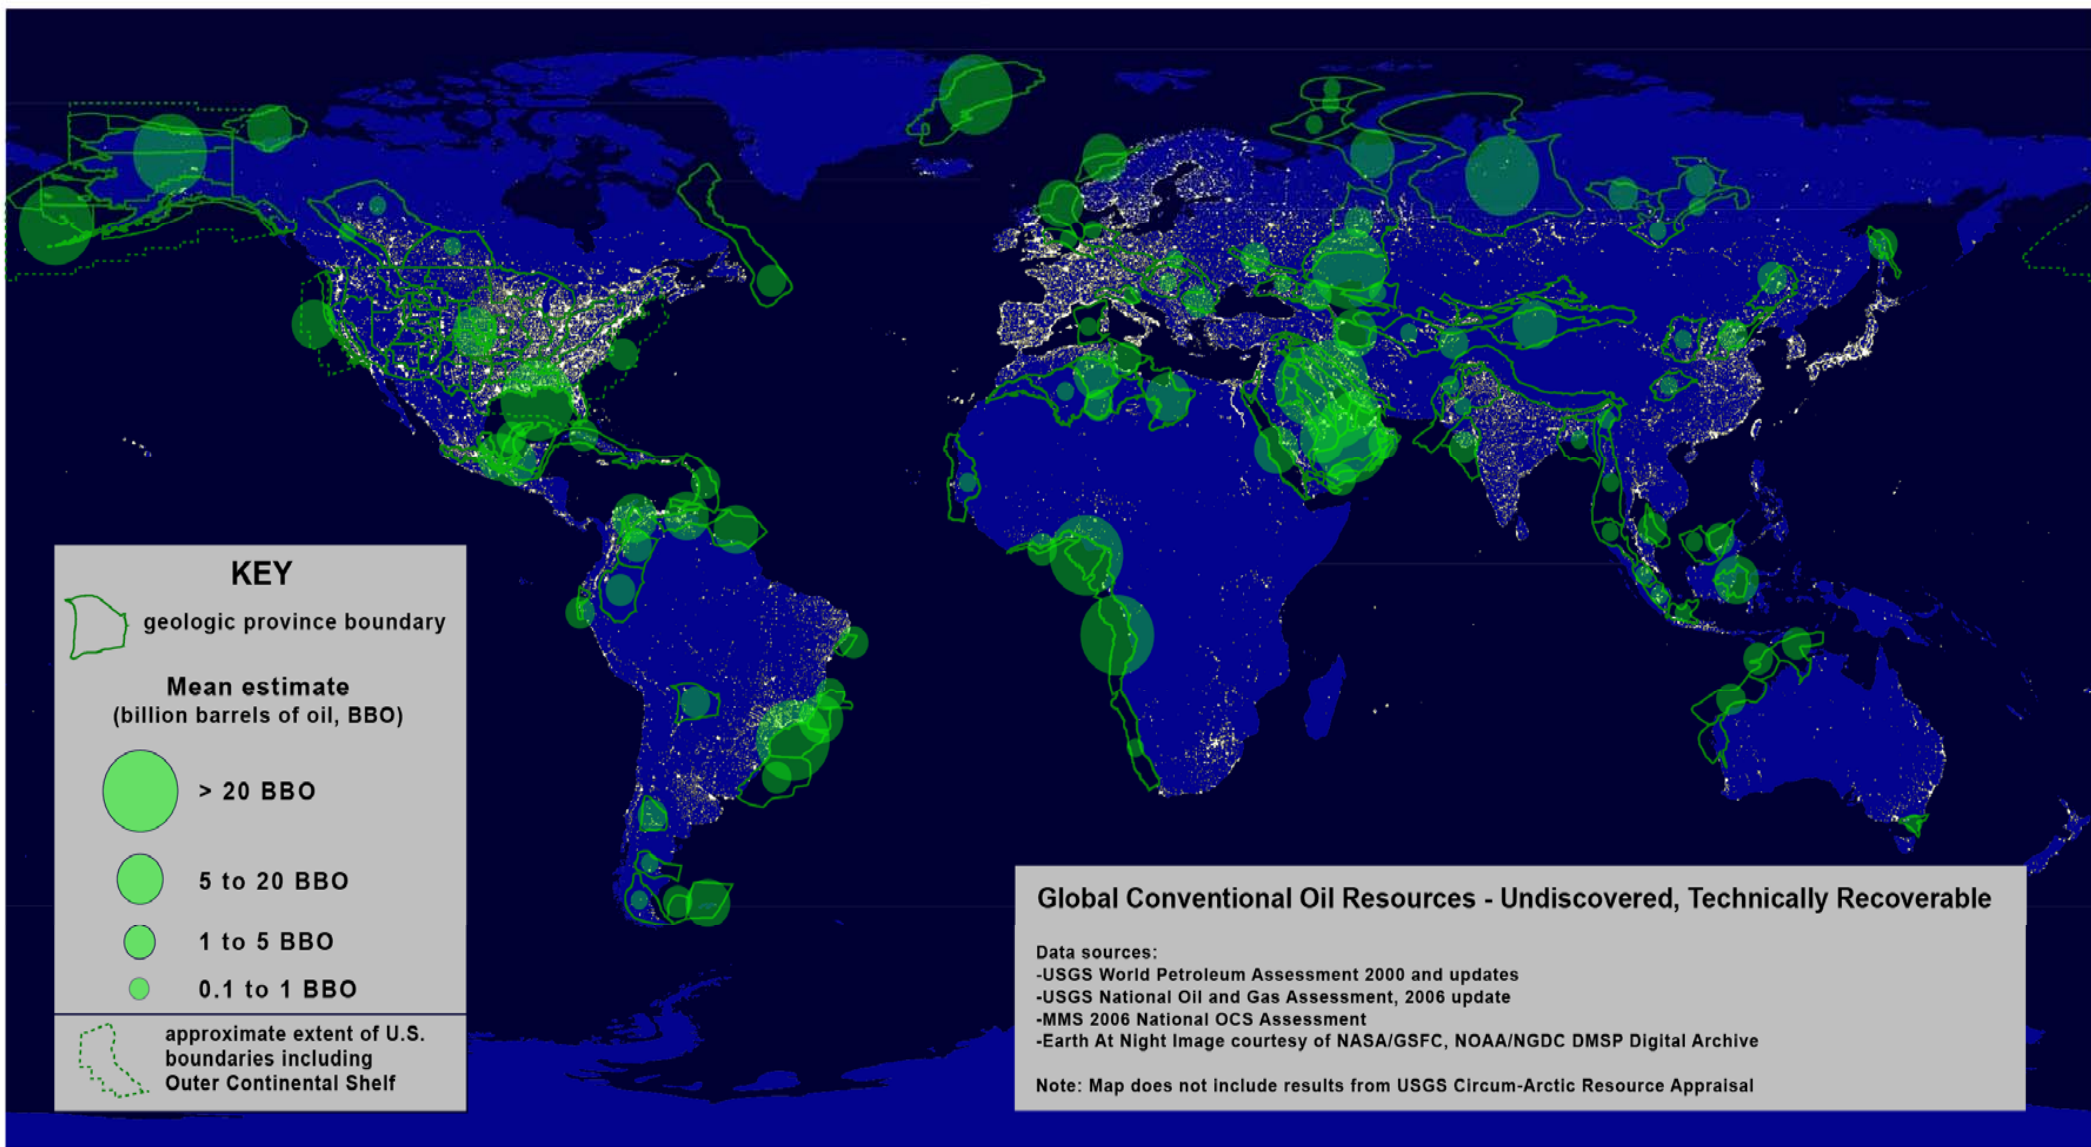 KEY
geologic province boundary
Mean estimate
(billion barrels of oil, BBO)
> 20 BBO
5 to 20 BBO
1 to 5 BBO
0.1 to 1 BBO
approximate extent of U.S.
boundaries including
Outer Continental Shelf
Global Conventional Oil Resources - Undiscovered, Technically Recoverable
Data sources:
-USGS World Petroleum Assessment 2000 and updates
-USGS National Oil and Gas Assessment, 2006 update
-MMS 2006 National OCS Assessment
-Earth At Night Image courtesy of NASA/GSFC, NOAA/NGDC DMSP Digital Archive
Note: Map does not include results from USGS Circum-Arctic Resource Appraisal